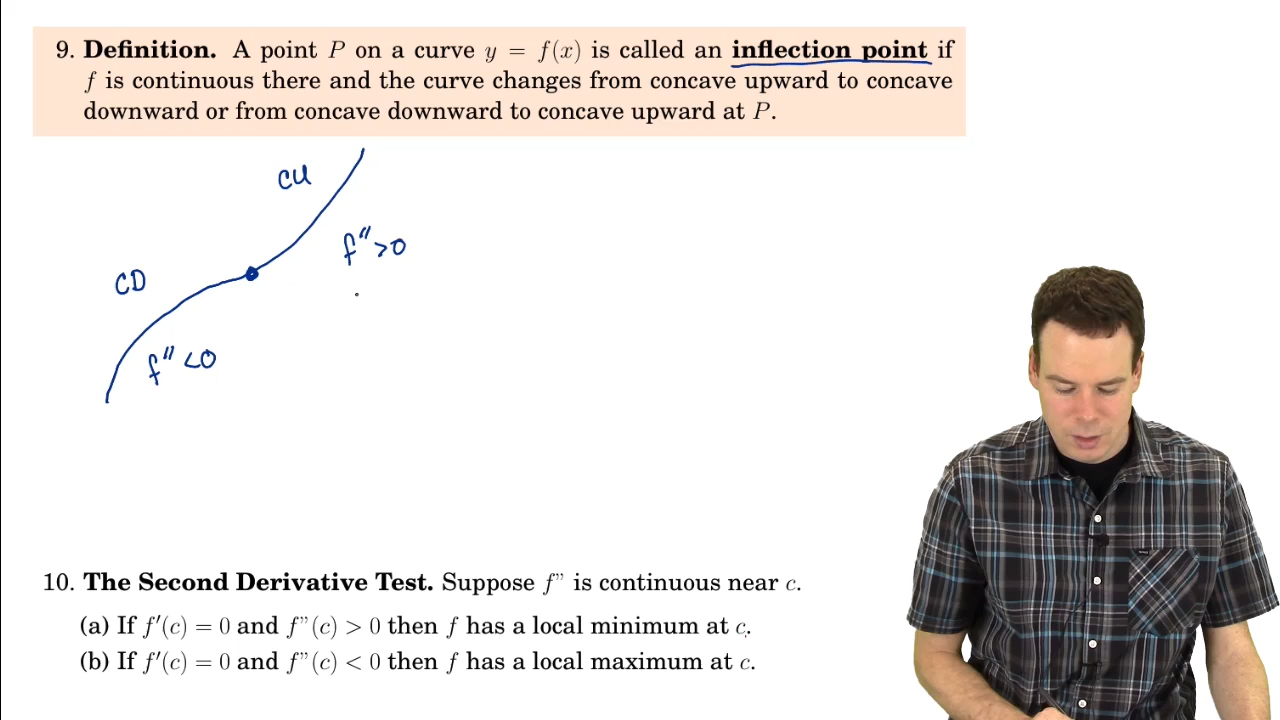 9. Definition. A point P on a curve y = f(x) is called an inflection point if
f is continuous there and the curve changes from concave upward to concave
downward or from concave downward to concave upward at P.
CU
f" >0
CD
f" <0
10. The Second Derivative Test. Suppose f” is continuous near c.
(a) If f′(c) = 0 and f”(c) > 0 then f has a local minimum at c.
(b) If f′(c) = 0 and f”(c) < 0 then f has a local maximum at c.